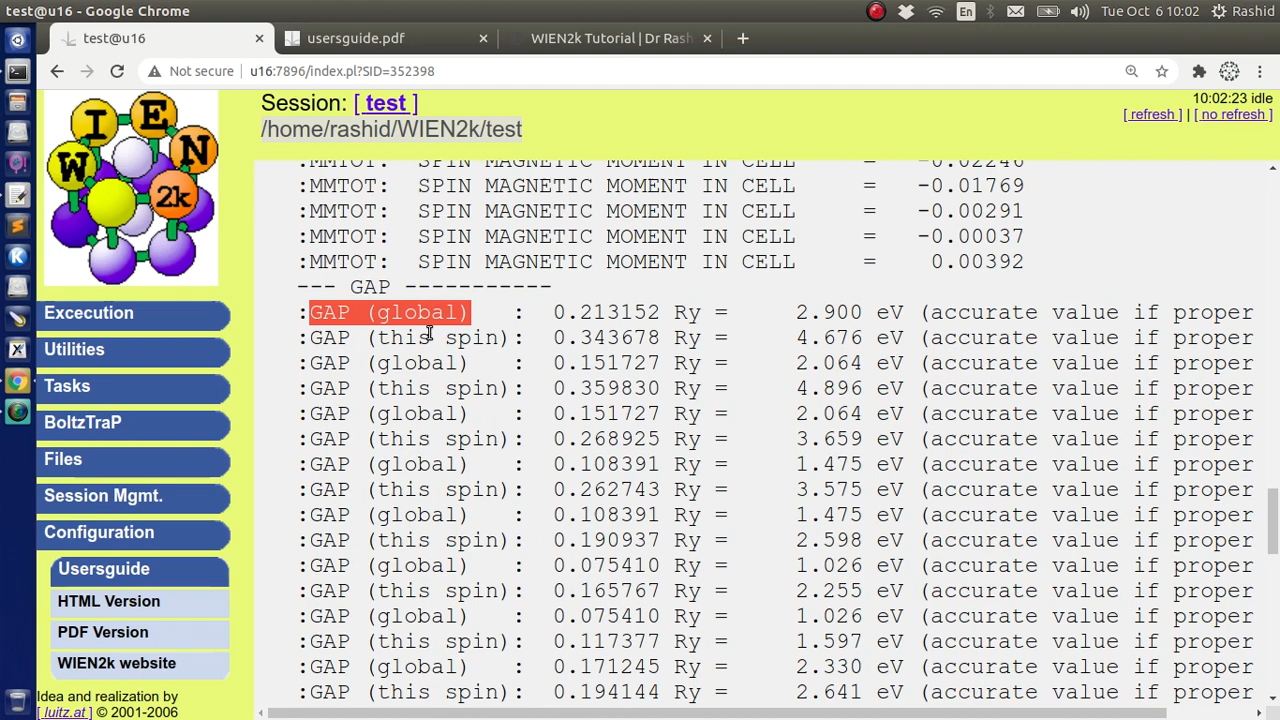 test@u16 - Google Chrome
En
Tue Oct 6 10:02
Rashid
test@u16
usersguide.pdf
WIEN2k Tutorial | Dr Rash
Not secure
u16:7896/index.pl?SID=352398
W I E N 2k
Session: [ test ]
/home/rashid/WIEN2k/test
10:02:23 idle
[ refresh ] | [ no refresh ]
Execution
Utilities
Tasks
BoltzTraP
Files
Session Mgmt.
Configuration
Usersguide
HTML Version
PDF Version
WIEN2k website
Idea and realization by
[ luitz.at ] © 2001-2006
:MMTOT: SPIN MAGNETIC MOMENT IN CELL = -0.02246
:MMTOT: SPIN MAGNETIC MOMENT IN CELL = -0.01769
:MMTOT: SPIN MAGNETIC MOMENT IN CELL = -0.00291
:MMTOT: SPIN MAGNETIC MOMENT IN CELL = -0.00037
:MMTOT: SPIN MAGNETIC MOMENT IN CELL = 0.00392
--- GAP -----------
:GAP (global) : 0.213152 Ry = 2.900 eV (accurate value if proper
:GAP (this spin): 0.343678 Ry = 4.676 eV (accurate value if proper
:GAP (global) : 0.151727 Ry = 2.064 eV (accurate value if proper
:GAP (this spin): 0.359830 Ry = 4.896 eV (accurate value if proper
:GAP (global) : 0.151727 Ry = 2.064 eV (accurate value if proper
:GAP (this spin): 0.268925 Ry = 3.659 eV (accurate value if proper
:GAP (global) : 0.108391 Ry = 1.475 eV (accurate value if proper
:GAP (this spin): 0.262743 Ry = 3.575 eV (accurate value if proper
:GAP (global) : 0.108391 Ry = 1.475 eV (accurate value if proper
:GAP (this spin): 0.190937 Ry = 2.598 eV (accurate value if proper
:GAP (global) : 0.075410 Ry = 1.026 eV (accurate value if proper
:GAP (this spin): 0.165767 Ry = 2.255 eV (accurate value if proper
:GAP (global) : 0.075410 Ry = 1.026 eV (accurate value if proper
:GAP (this spin): 0.117377 Ry = 1.597 eV (accurate value if proper
:GAP (global) : 0.171245 Ry = 2.330 eV (accurate value if proper
:GAP (this spin): 0.194144 Ry = 2.641 eV (accurate value if proper